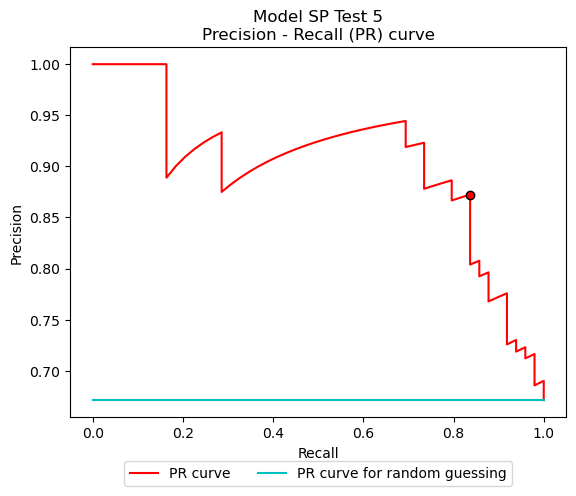 Model SP Test 5
Precision - Recall (PR) curve
1.00
0.95
0.90
0.85
0.80
0.75
0.70
Precision
0.0 0.2 0.4 0.6 0.8 1.0
Recall
PR curve PR curve for random guessing